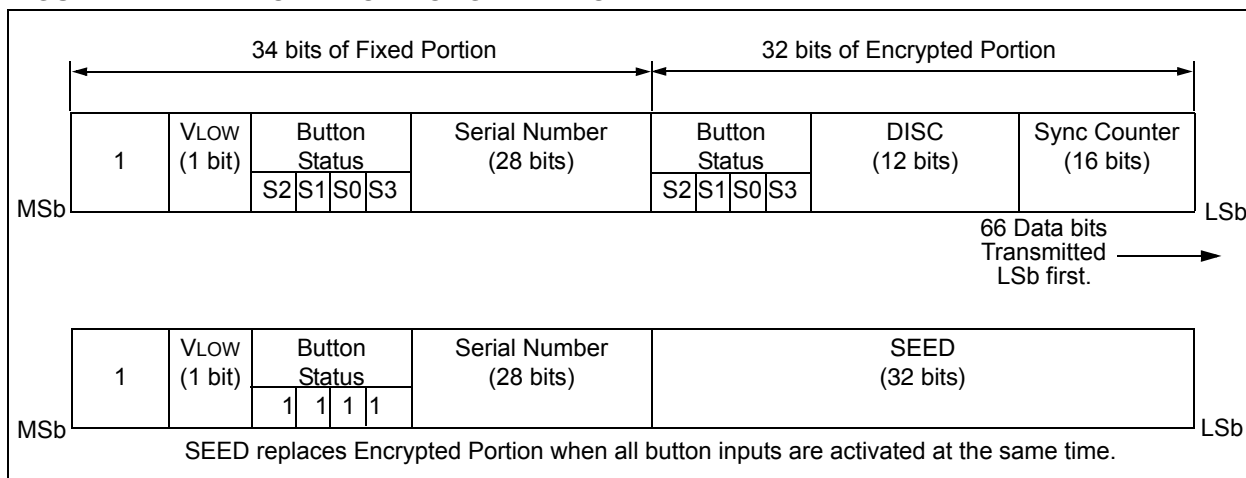 34 bits of Fixed Portion
32 bits of Encrypted Portion
1
VLOW
(1 bit)
Button
Status
S2 S1 S0 S3
Serial Number
(28 bits)
Button
Status
S2 S1 S0 S3
DISC
(12 bits)
Sync Counter
(16 bits)
MSb
LSb
66 Data bits
Transmitted
LSb first.
1
VLOW
(1 bit)
Button
Status
1 1 1 1
Serial Number
(28 bits)
SEED
(32 bits)
MSb
LSb
SEED replaces Encrypted Portion when all button inputs are activated at the same time.